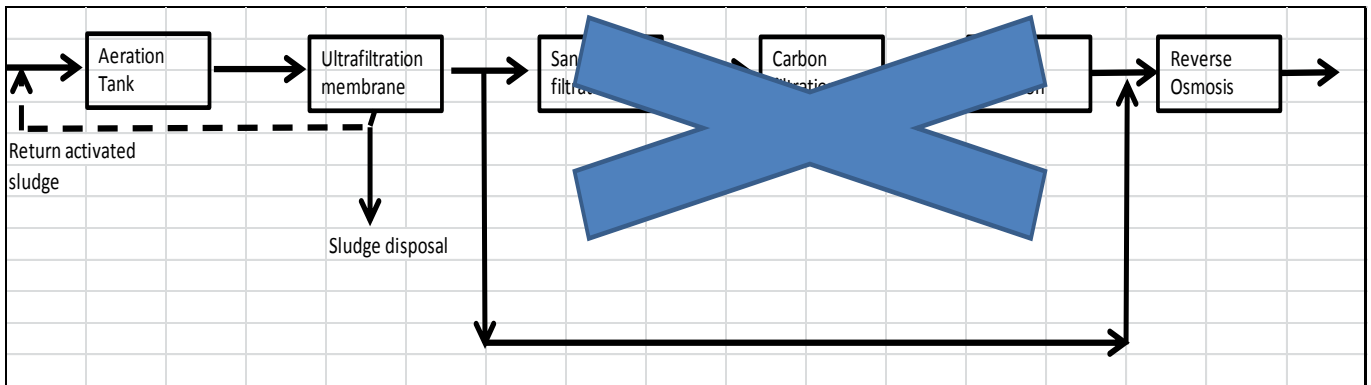 Aeration
Tank
Ultrafiltration
membrane
Carbon
Reverse
Osmosis
Return activated
sludge
Sludge disposal